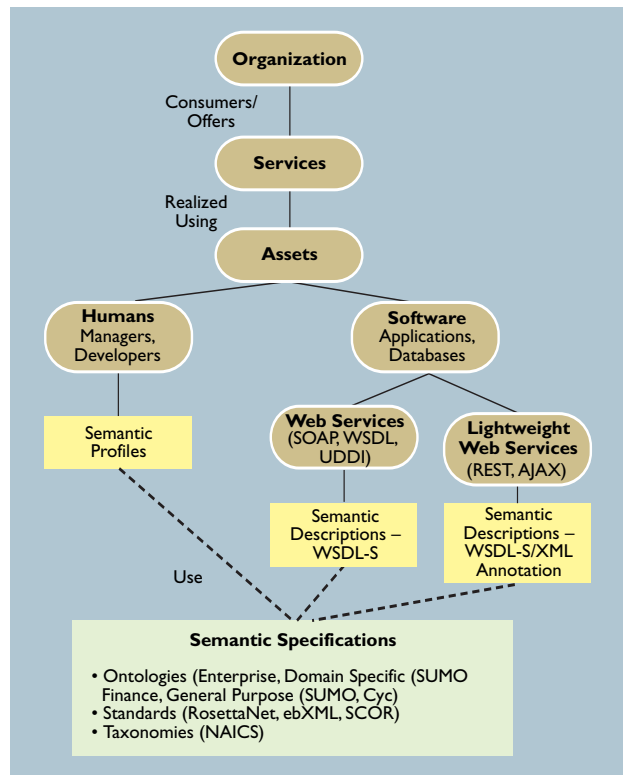 Organization
Consumers/
Offers
Services
Realized
Using
Assets
Humans
Managers,
Developers
Software
Applications,
Databases
Semantic
Profiles
Web Services
(SOAP, WSDL,
UDDI)
Lightweight
Web Services
(REST, AJAX)
Semantic
Descriptions –
WSDL-S
Semantic
Descriptions –
WSDL-S/XML
Annotation
Use
Semantic Specifications
• Ontologies (Enterprise, Domain Specific (SUMO
Finance, General Purpose (SUMO, Cyc)
• Standards (RosettaNet, ebXML, SCOR)
• Taxonomies (NAICS)